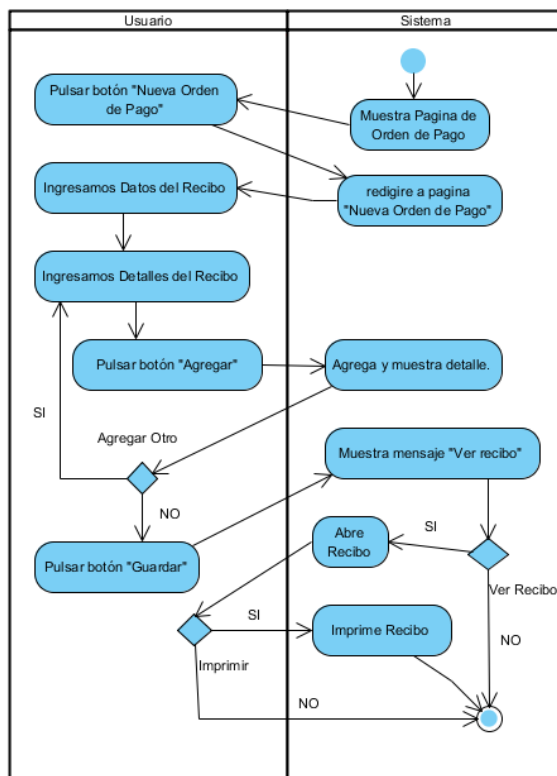 Usuario
Sistema
Pulsar botón "Nueva Orden
de Pago"
Muestra Pagina de
Orden de Pago
Ingresamos Datos del Recibo
redigire a pagina
"Nueva Orden de Pago"
Ingresamos Detalles del Recibo
Pulsar botón "Agregar"
Agrega y muestra detalle.
SI
Agregar Otro
Muestra mensaje "Ver recibo"
NO
Pulsar botón "Guardar"
Abre
Recibo
SI
Ver Recibo
SI
Imprime Recibo
Imprimir
NO
NO